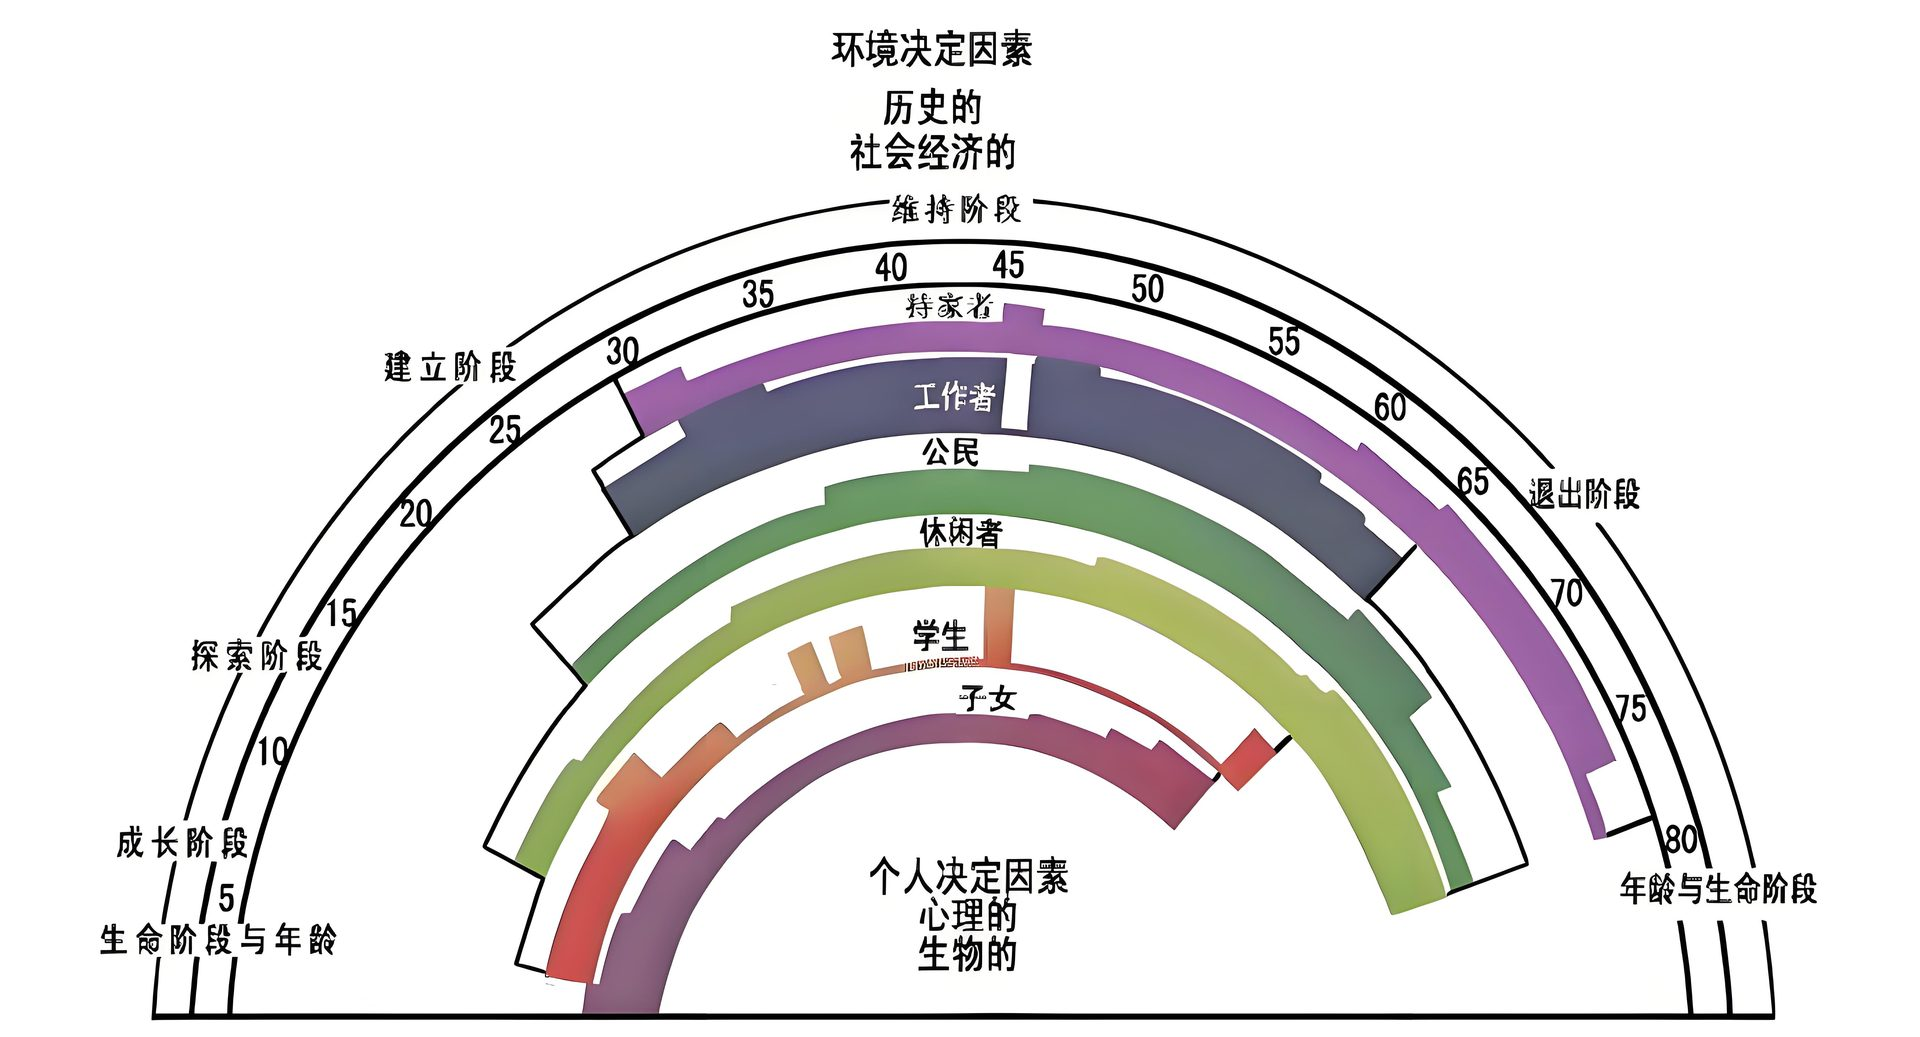 环境决定因素
历史的
社会经济的
维持阶段
40
45
35
50
持家者
30
55
建立阶段
60
工作者
25
公民
65
退出阶段
20
休闲者
70
15
学生
探索阶段
子女
75
10
80
成长阶段
个人决定因素
年龄与生命阶段
5
心理的
生命阶段与年龄
生物的